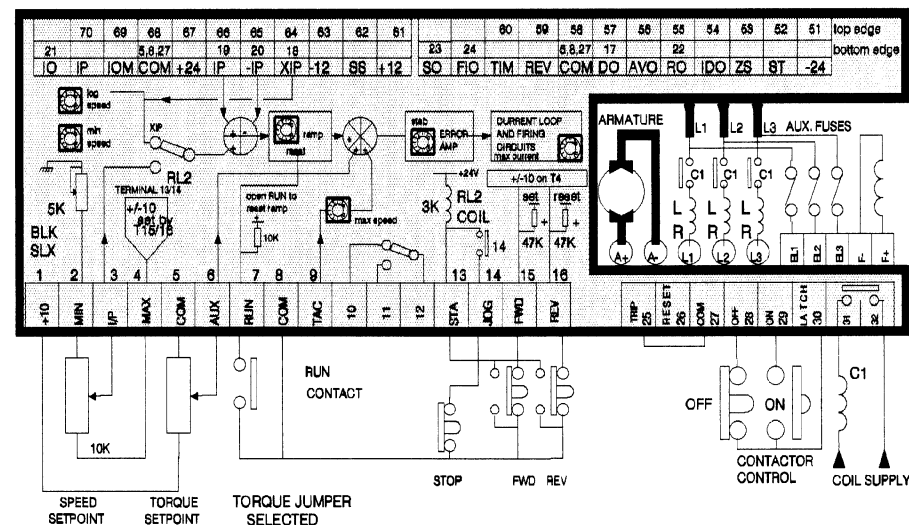 70 69 68 67 66 65 64 63 62 61 60 59 58 57 56 55 54 53 52 51 top edge
21 5,8,27 19 20 18 23 24 5,8,27 17 22 bottom edge
IO IP IOM COM +24 IP -IP XIP -12 SS +12 SO FIO TIM REV COM DO AVO RO IDO ZS ST -24
log
speed
min
speed
XIP
RL2
+ -
+
ramp
reset
+ -
+ +
stab
ERROR
AMP
CURRENT LOOP
AND FIRING
CIRCUITS
max current
ARMATURE
L1 L2 L3 AUX. FUSES
C1 C1 C1
L L L
R R R
TERMINAL 13/14
+/-10
set by
T15/16
5K
BLK
SLX
open RUN to
reset ramp
10K
max speed
+24V
3K
RL2
COIL
14
+/-10 on T4
set reset
+ +
47K 47K
A+ A- L1 L2 L3 EL1 EL2 EL3 F- F+
1 2 3 4 5 6 7 8 9 13 14 15 16
+10 MIN I/P MAX COM AUX RUN COM TAC 10 11 12 STA JOG FWD REV
TRIP 25 RESET 26 COM 27 OFF 28 ON 29 LATCH 30 31 32
10K
RUN
CONTACT
STOP FWD REV
OFF ON
C1
CONTACTOR
CONTROL
COIL SUPPLY
SPEED
SETPOINT
TORQUE
SETPOINT
TORQUE JUMPER
SELECTED